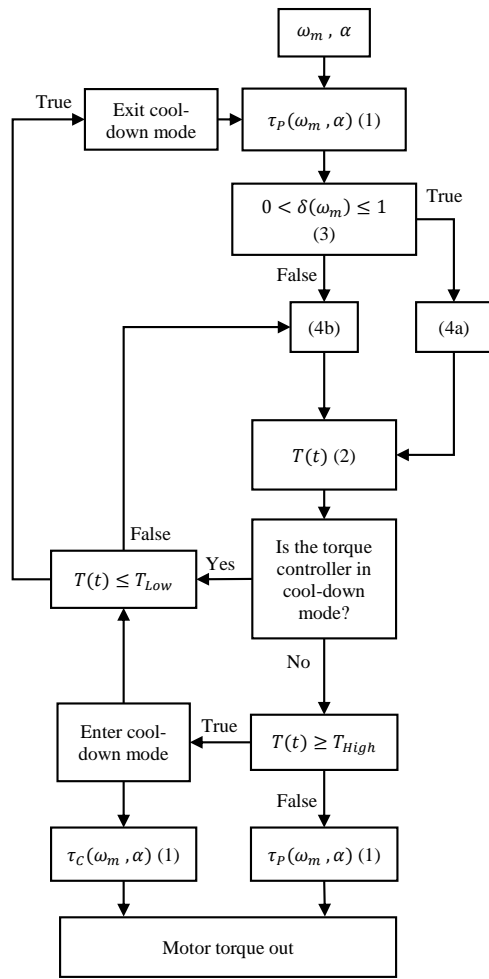 ω_m , α
True
Exit cool-
down mode
τ_P(ω_m , α) (1)
0 < δ(ω_m) ≤ 1
(3)
True
False
(4b)
(4a)
T(t) (2)
False
Is the torque
controller in
cool-down
mode?
Yes
T(t) ≤ T_Low
No
Enter cool-
down mode
True
T(t) ≥ T_High
False
τ_C(ω_m , α) (1)
τ_P(ω_m , α) (1)
Motor torque out